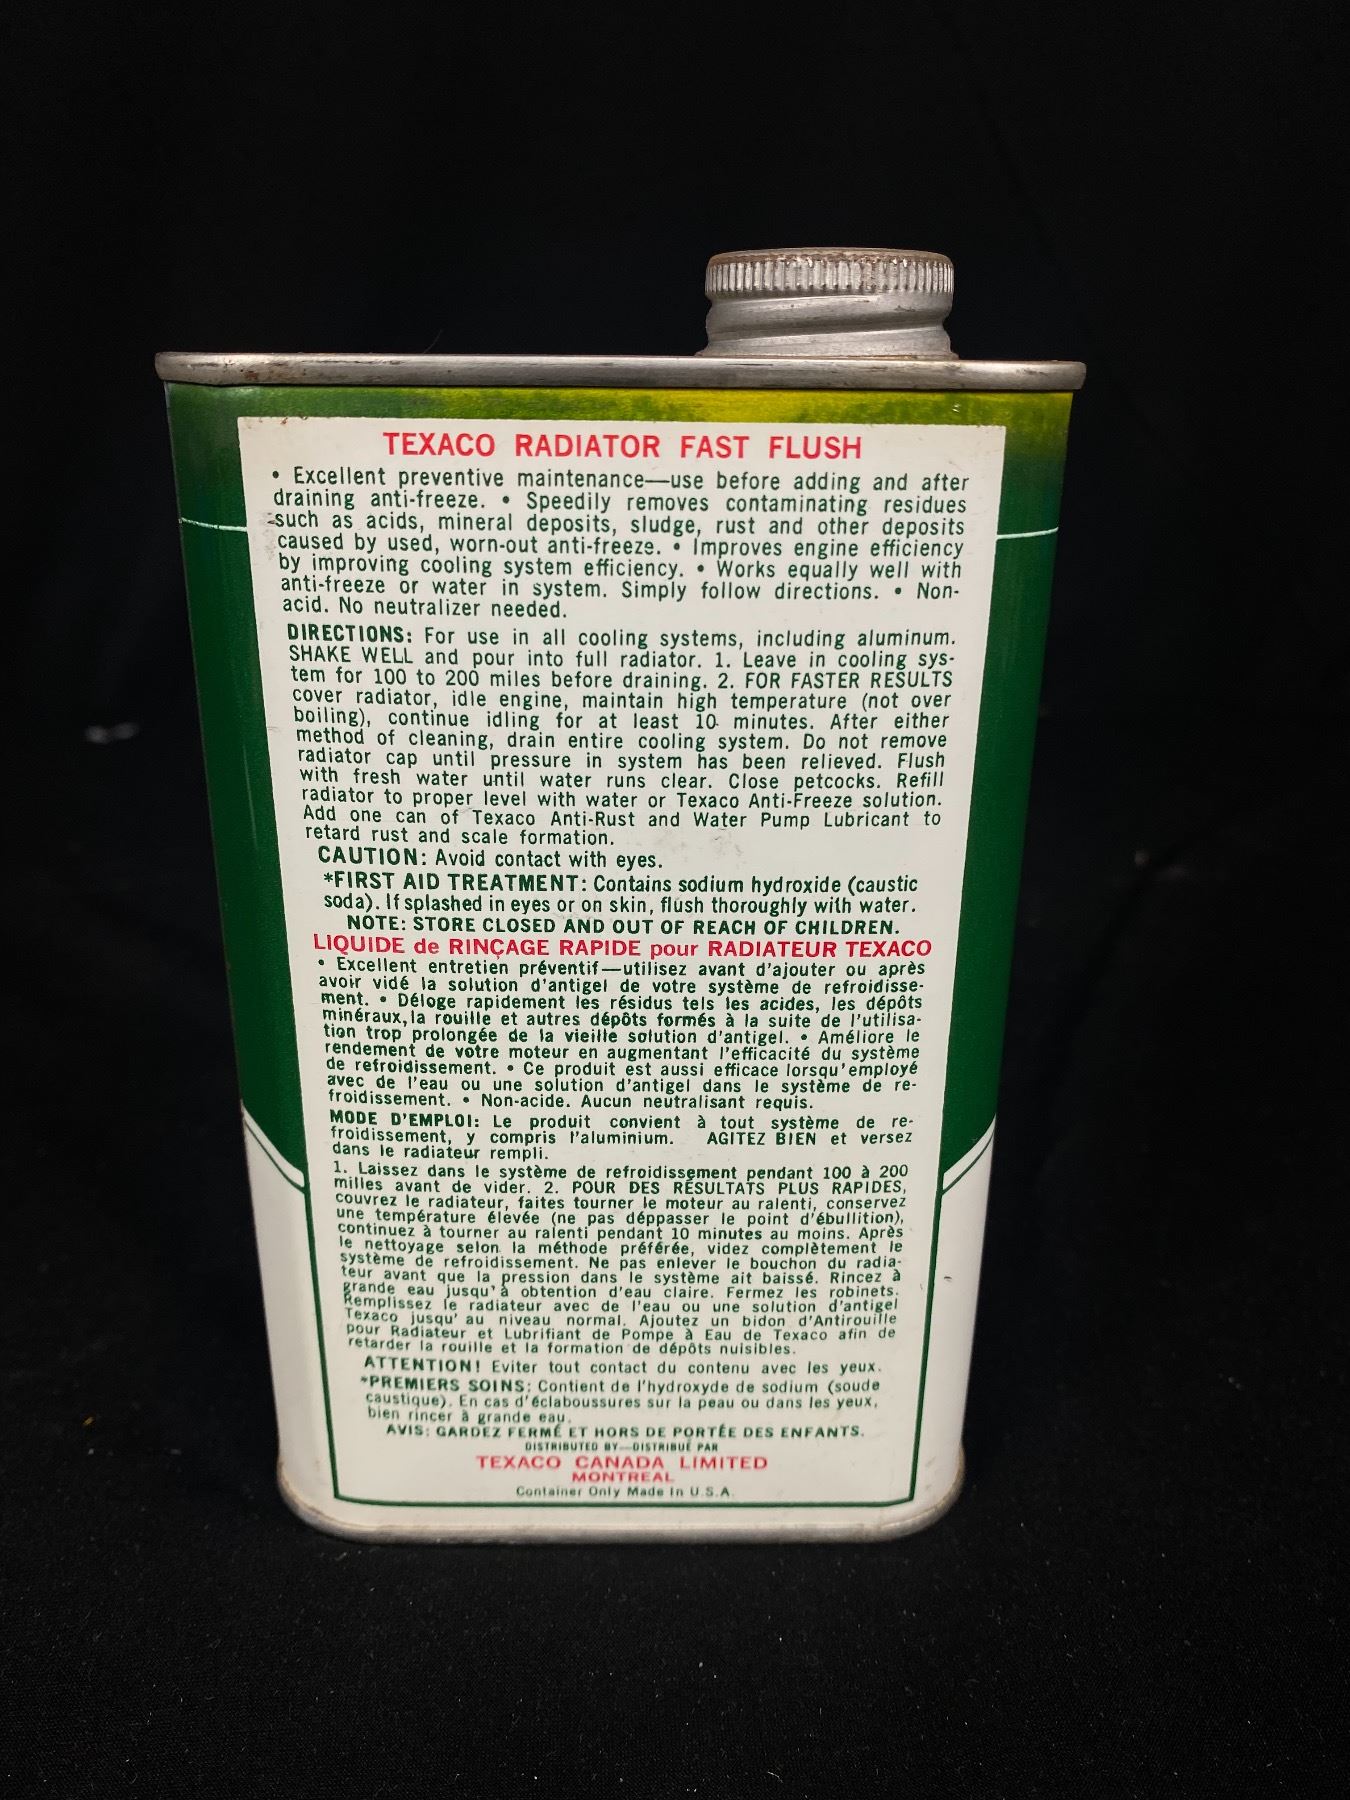 TEXACO RADIATOR FAST FLUSH
• Excellent preventive maintenance—use before adding and after
draining anti-freeze. • Speedily removes contaminating residues
such as acids, mineral deposits, sludge, rust and other deposits
caused by used, worn-out anti-freeze. • Improves engine efficiency
by improving cooling system efficiency. • Works equally well with
anti-freeze or water in system. Simply follow directions. • Non-
acid. No neutralizer needed.
DIRECTIONS: For use in all cooling systems, including aluminum.
SHAKE WELL and pour into full radiator. 1. Leave in cooling sys-
tem for 100 to 200 miles before draining. 2. FOR FASTER RESULTS
cover radiator, idle engine, maintain high temperature (not over
boiling), continue idling for at least 10 minutes. After either
method of cleaning, drain entire cooling system. Do not remove
radiator cap until pressure in system has been relieved. Flush
with fresh water until water runs clear. Close petcocks. Refill
radiator to proper level with water or Texaco Anti-Freeze solution.
Add one can of Texaco Anti-Rust and Water Pump Lubricant to
retard rust and scale formation.
CAUTION: Avoid contact with eyes.
*FIRST AID TREATMENT: Contains sodium hydroxide (caustic
soda). If splashed in eyes or on skin, flush thoroughly with water.
NOTE: STORE CLOSED AND OUT OF REACH OF CHILDREN.
LIQUIDE de RINÇAGE RAPIDE pour RADIATEUR TEXACO
• Excellent entretien préventif—utilisez avant d'ajouter ou après
avoir vidé la solution d'antigel de votre système de refroidisse-
ment. • Déloge rapidement les résidus tels les acides, les dépôts
minéraux, la rouille et autres dépôts formés à la suite de l'utilisa-
tion trop prolongée de la vieille solution d'antigel. • Améliore le
rendement de votre moteur en augmentant l'efficacité du système
de refroidissement. • Ce produit est aussi efficace lorsqu'employé
avec de l'eau ou une solution d'antigel dans le système de re-
froidissement. • Non-acide. Aucun neutralisant requis.
MODE D'EMPLOI: Le produit convient à tout système de re-
froidissement, y compris l'aluminium. AGITEZ BIEN et versez
dans le radiateur rempli.
1. Laissez dans le système de refroidissement pendant 100 à 200
milles avant de vider. 2. POUR DES RÉSULTATS PLUS RAPIDES,
couvrez le radiateur, faites tourner le moteur au ralenti, conservez
une température élevée (ne pas déppasser le point d'ébullition),
continuez à tourner au ralenti pendant 10 minutes au moins. Après
le nettoyage selon la méthode préférée, videz complètement le
système de refroidissement. Ne pas enlever le bouchon du radia-
teur avant que la pression dans le système ait baissé. Rincez à
grande eau jusqu'à obtention d'eau claire. Fermez les robinets.
Remplissez le radiateur avec de l'eau ou une solution d'antigel
Texaco jusqu'au niveau normal. Ajoutez un bidon d'Antirouille
pour Radiateur et Lubrifiant de Pompe à Eau de Texaco afin de
retarder la rouille et la formation de dépôts nuisibles.
ATTENTION! Eviter tout contact du contenu avec les yeux.
*PREMIERS SOINS: Contient de l'hydroxyde de sodium (soude
caustique). En cas d'éclaboussures sur la peau ou dans les yeux,
bien rincer à grande eau.
AVIS: GARDEZ FERMÉ ET HORS DE PORTÉE DES ENFANTS.
DISTRIBUTED BY—DISTRIBUÉ PAR
TEXACO CANADA LIMITED
MONTREAL
Container Only Made In U.S.A.